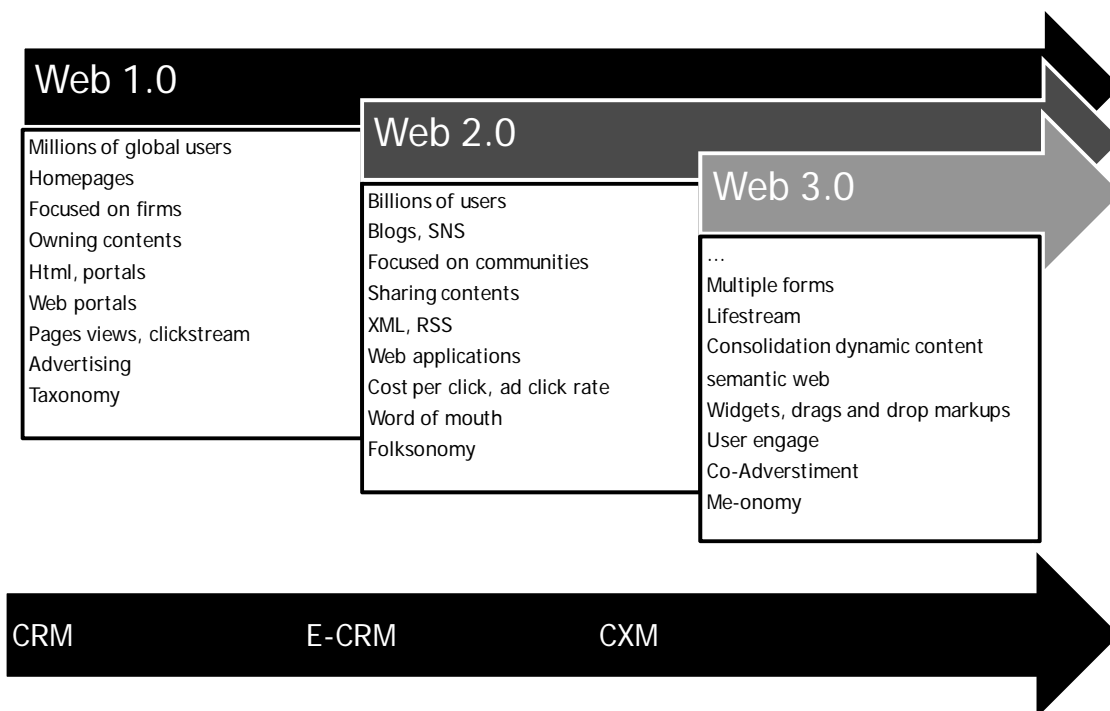 Web 1.0
Millions of global users
Homepages
Focused on firms
Owning contents
Html, portals
Web portals
Pages views, clickstream
Advertising
Taxonomy
Web 2.0
Billions of users
Blogs, SNS
Focused on communities
Sharing contents
XML, RSS
Web applications
Cost per click, ad click rate
Word of mouth
Folksonomy
Web 3.0
…
Multiple forms
Lifestream
Consolidation dynamic content
semantic web
Widgets, drags and drop markups
User engage
Co-Adverstiment
Me-onomy
CRM E-CRM CXM